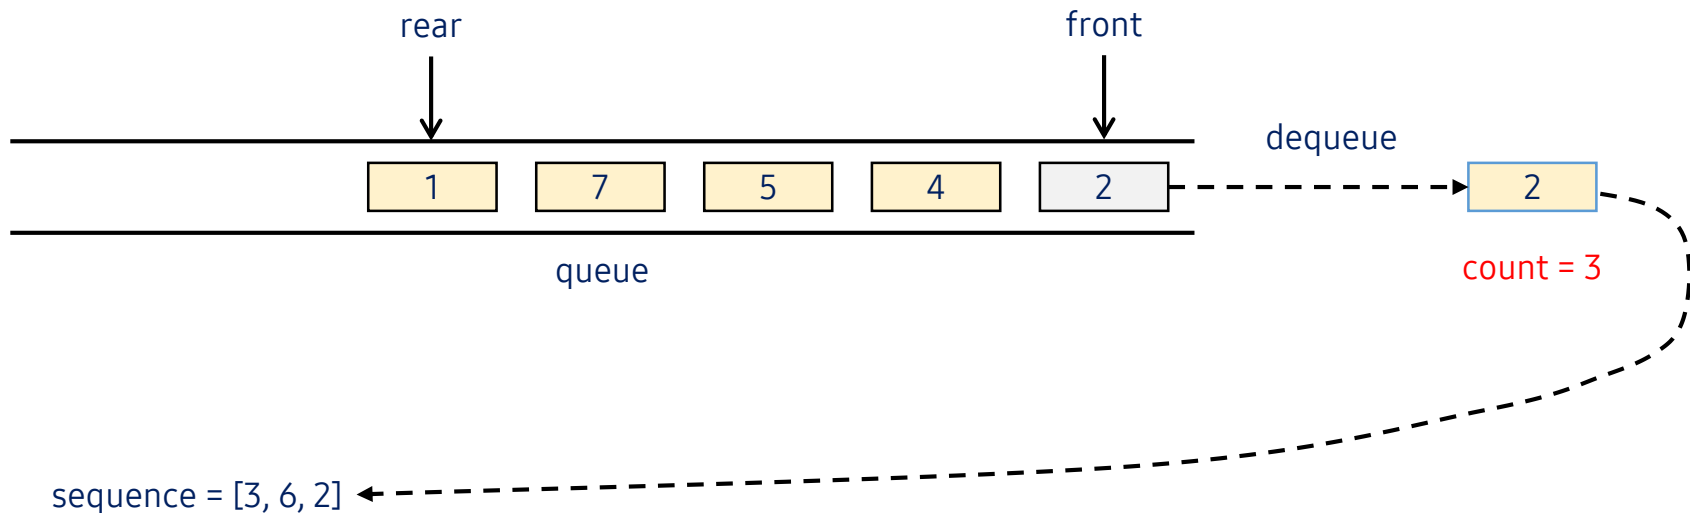 rear
front
dequeue
1 7 5 4 2 2
queue
count = 3
sequence = [3, 6, 2]